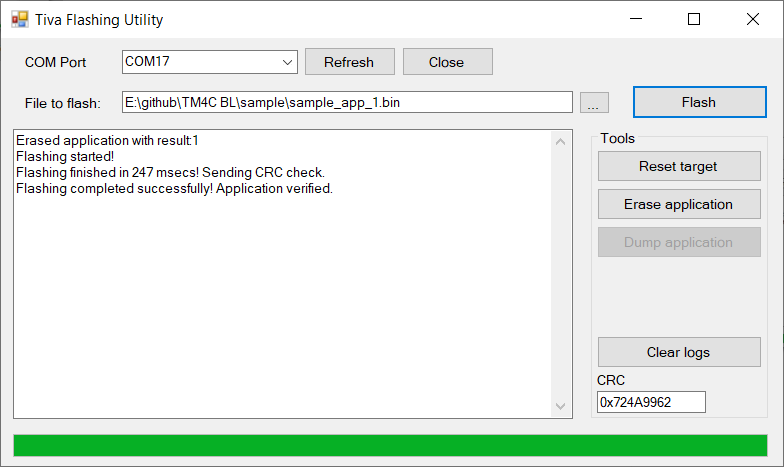 Tiva Flashing Utility
COM Port
COM17
Refresh
Close
File to flash:
E:\github\TM4C BL\sample\sample_app_1.bin
...
Flash
Erased application with result:1
Flashing started!
Flashing finished in 247 msecs! Sending CRC check.
Flashing completed successfully! Application verified.
Tools
Reset target
Erase application
Dump application
Clear logs
CRC
0x724A9962